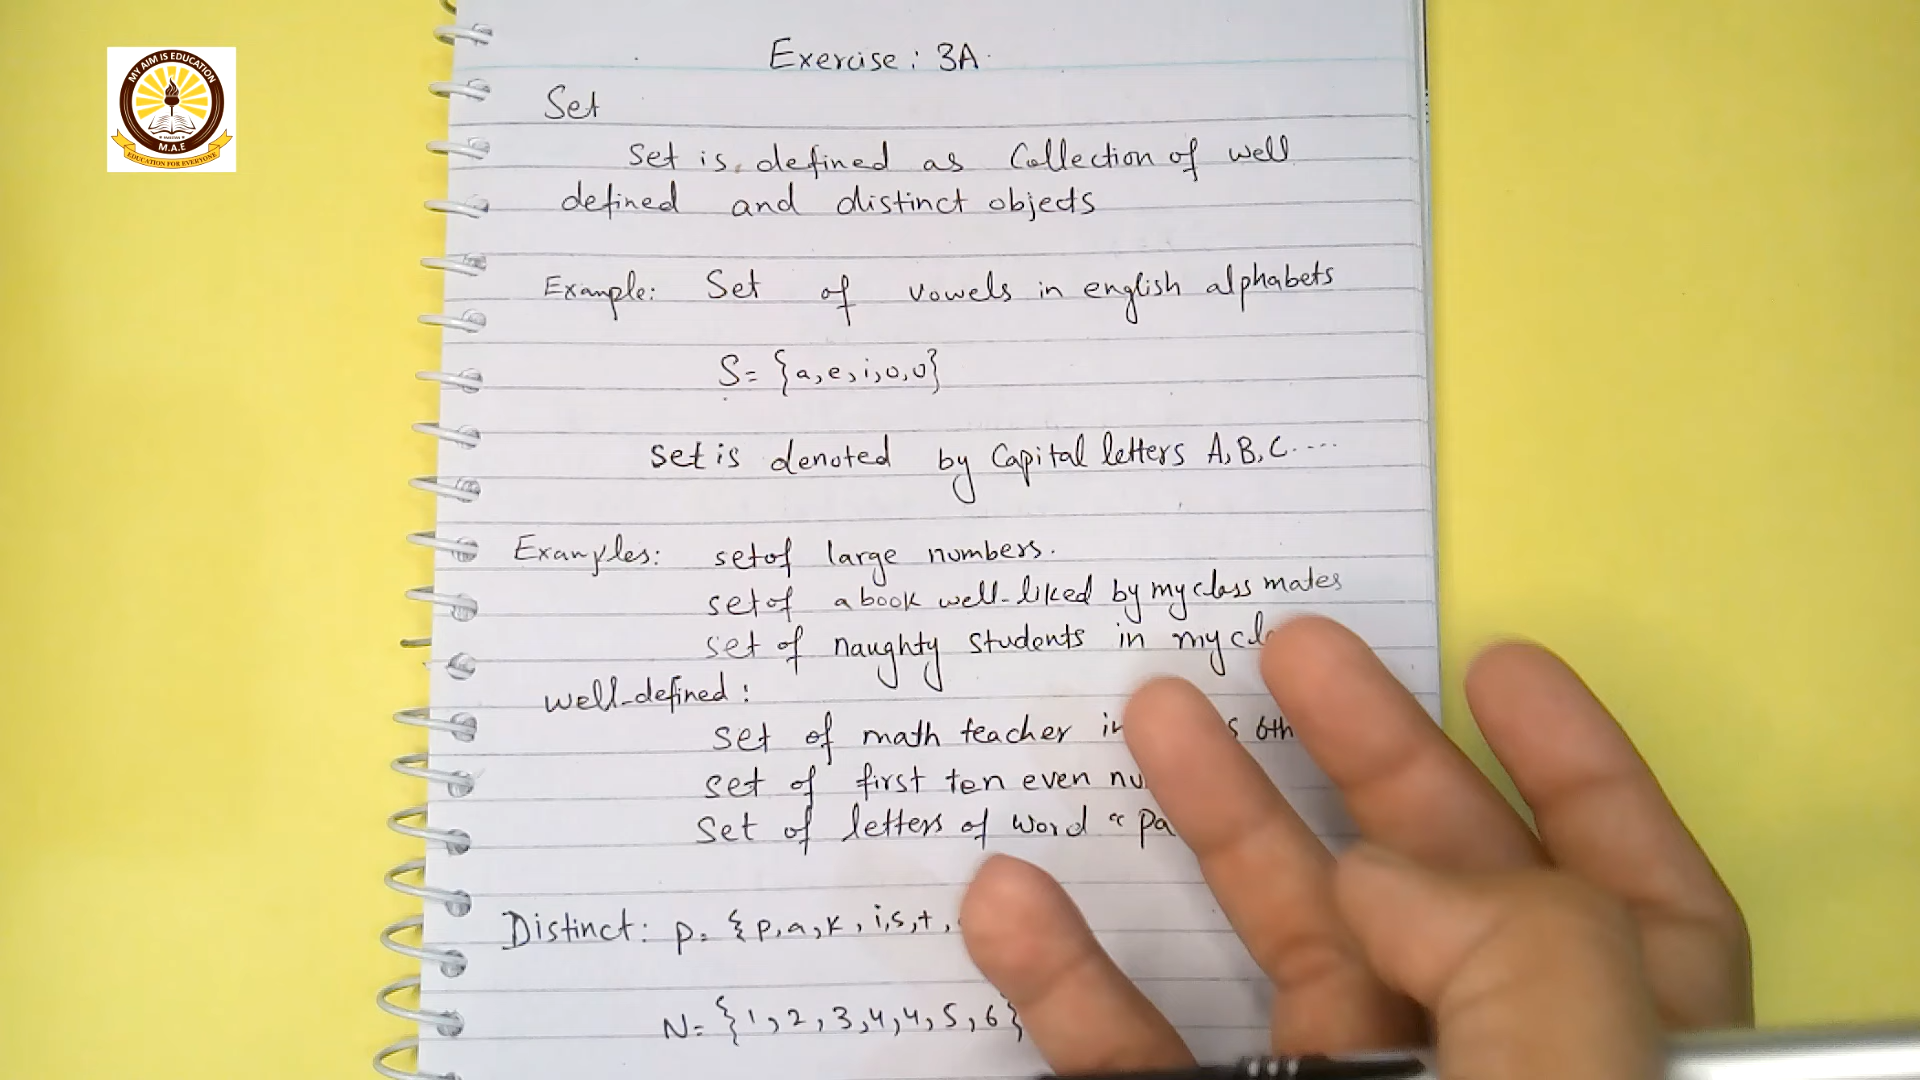 MY AIM IS EDUCATION
M.A.E
EDUCATION FOR EVERYONE
Exercise: 3A.
Set
Set is defined as Collection of well
defined and distinct objects
Example: Set of vowels in english alphabets
S= {a,e,i,o,u}
Set is denoted by Capital letters A,B,C....
Examples: set of large numbers.
set of a book well-liked by my class mates
set of naughty students in my
well-defined:
set of math teacher 6th
set of first ten even
set of letters of word "
Distinct: P= {p,a,k,i,s,t,
N= {1,2,3,4,4,5,6}